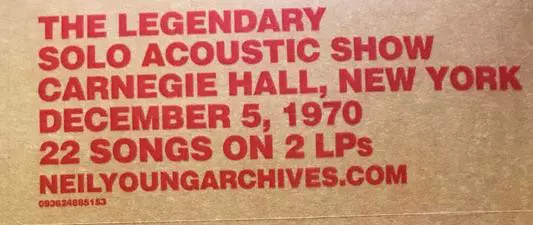 THE LEGENDARY
SOLO ACOUSTIC SHOW
CARNEGIE HALL, NEW YORK
DECEMBER 5, 1970
22 SONGS ON 2 LPs
NEILYOUNGARCHIVES.COM
093624885153